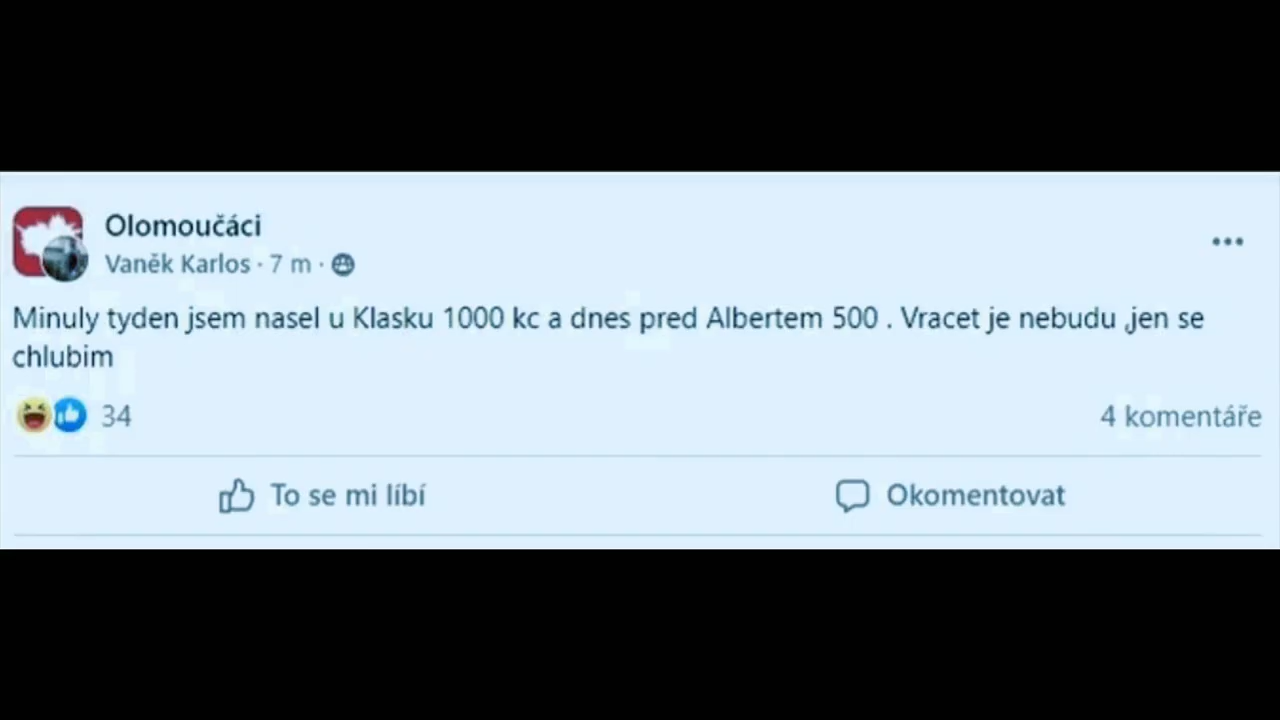 Olomoučáci
Vaněk Karlos · 7 m ·
Minuly tyden jsem nasel u Klasku 1000 kc a dnes pred Albertem 500 . Vracet je nebudu ,jen se
chlubim
34
4 komentáře
To se mi líbí
Okomentovat